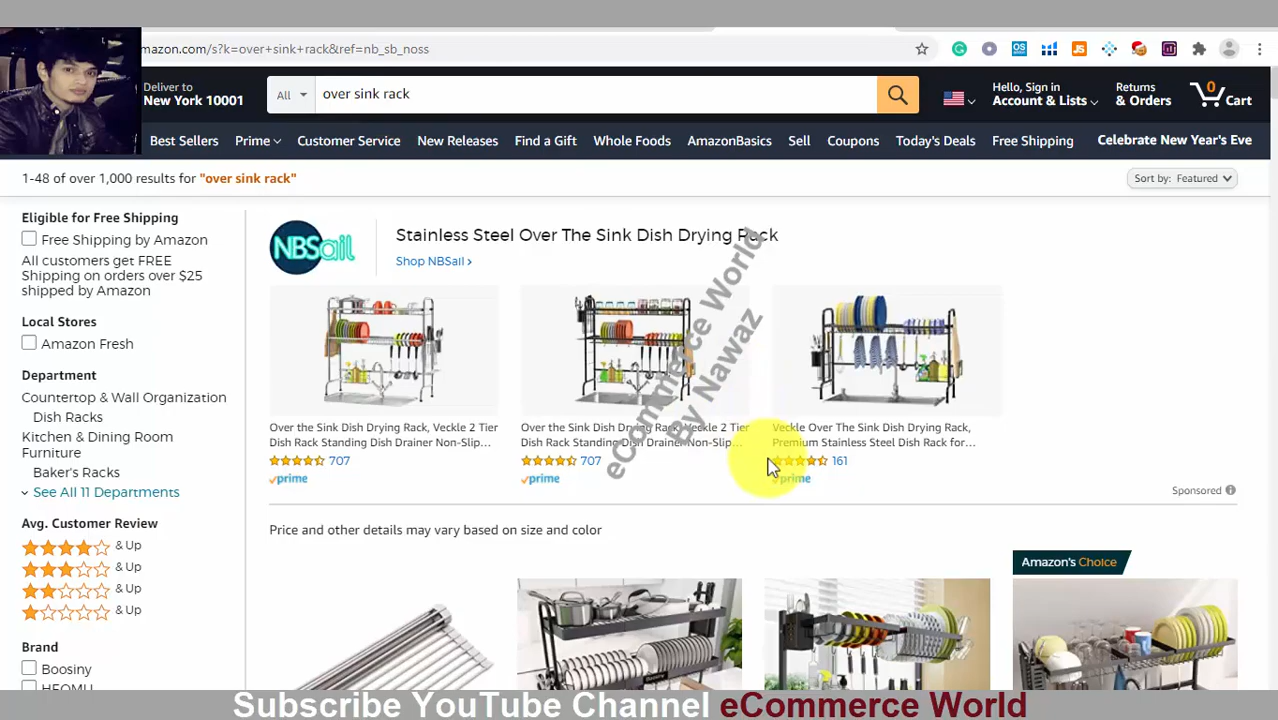 mazon.com/s?k=over+sink+rack&ref=nb_sb_noss
Deliver to
New York 10001
All
over sink rack
Hello, Sign in
Account & Lists
Returns
& Orders
0
Cart
Best Sellers
Prime
Customer Service
New Releases
Find a Gift
Whole Foods
AmazonBasics
Sell
Coupons
Today's Deals
Free Shipping
Celebrate New Year's Eve
1-48 of over 1,000 results for "over sink rack"
Sort by: Featured
Eligible for Free Shipping
Free Shipping by Amazon
All customers get FREE
Shipping on orders over $25
shipped by Amazon
Local Stores
Amazon Fresh
Department
Countertop & Wall Organization
Dish Racks
Kitchen & Dining Room
Furniture
Baker's Racks
See All 11 Departments
Avg. Customer Review
& Up
& Up
& Up
& Up
Brand
Boosiny
NBSail
Stainless Steel Over The Sink Dish Drying Rack
Shop NBSail ›
Over the Sink Dish Drying Rack, Veckle 2 Tier
Dish Rack Standing Dish Drainer Non-Slip...
707
prime
Over the Sink Dish Drying Rack, Veckle 2 Tier
Dish Rack Standing Dish Drainer Non-Slip...
707
prime
Veckle Over The Sink Dish Drying Rack,
Premium Stainless Steel Dish Rack for...
161
prime
eCommerce World
By Nawaz
Sponsored
Price and other details may vary based on size and color
Amazon's Choice
Subscribe YouTube Channel eCommerce World